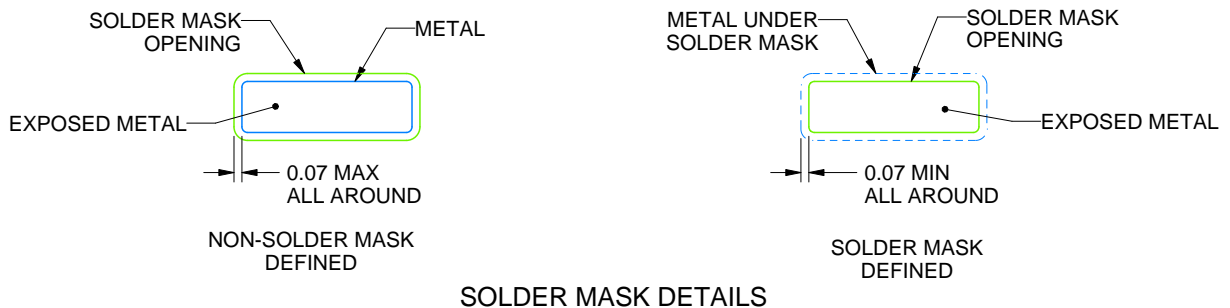 SOLDER MASK
OPENING
METAL
EXPOSED METAL
0.07 MAX
ALL AROUND
NON-SOLDER MASK
DEFINED
METAL UNDER
SOLDER MASK
SOLDER MASK
OPENING
EXPOSED METAL
0.07 MIN
ALL AROUND
SOLDER MASK
DEFINED
SOLDER MASK DETAILS